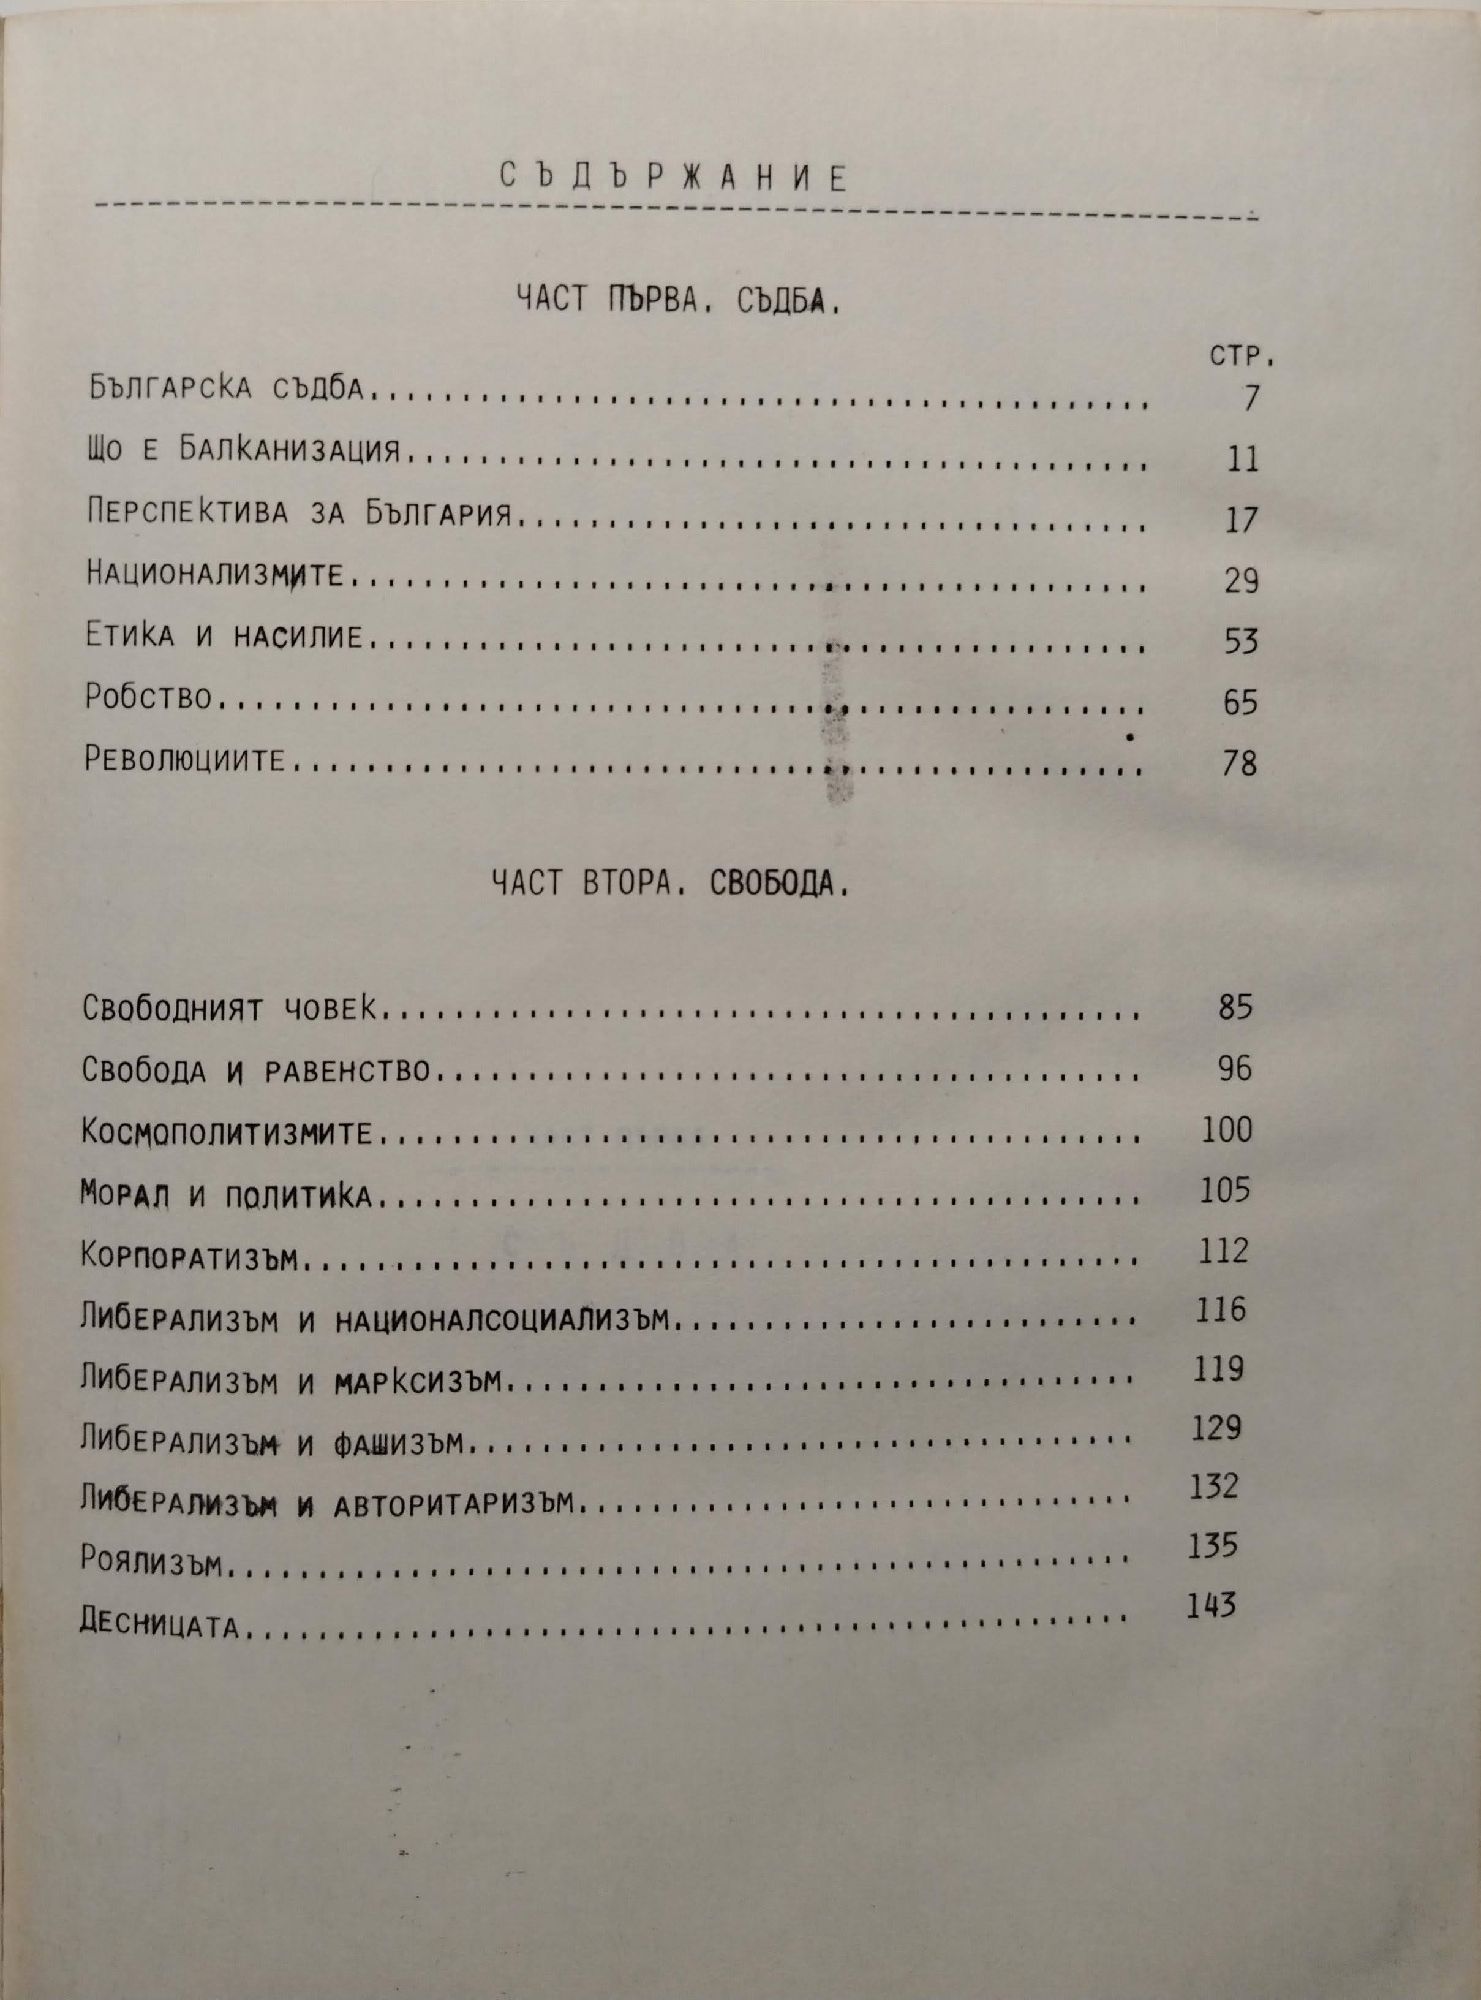 СЪДЪРЖАНИЕ
ЧАСТ ПЪРВА. СЪДБА.
СТР.
Българска съдба........................................... 7
Що е Балканизация......................................... 11
Перспектива за България................................... 17
Национализмите............................................ 29
Етика и насилие........................................... 53
Робство................................................... 65
Революциите............................................... 78
ЧАСТ ВТОРА. СВОБОДА.
Свободният човек.......................................... 85
Свобода и равенство....................................... 96
Космополитизмите.......................................... 100
Морал и политика.......................................... 105
Корпоратизъм.............................................. 112
Либерализъм и националсоциализъм.......................... 116
Либерализъм и марксизъм................................... 119
Либерализъм и фашизъм..................................... 129
Либерализъм и авторитаризъм............................... 132
Роялизъм.................................................. 135
Десницата................................................. 143